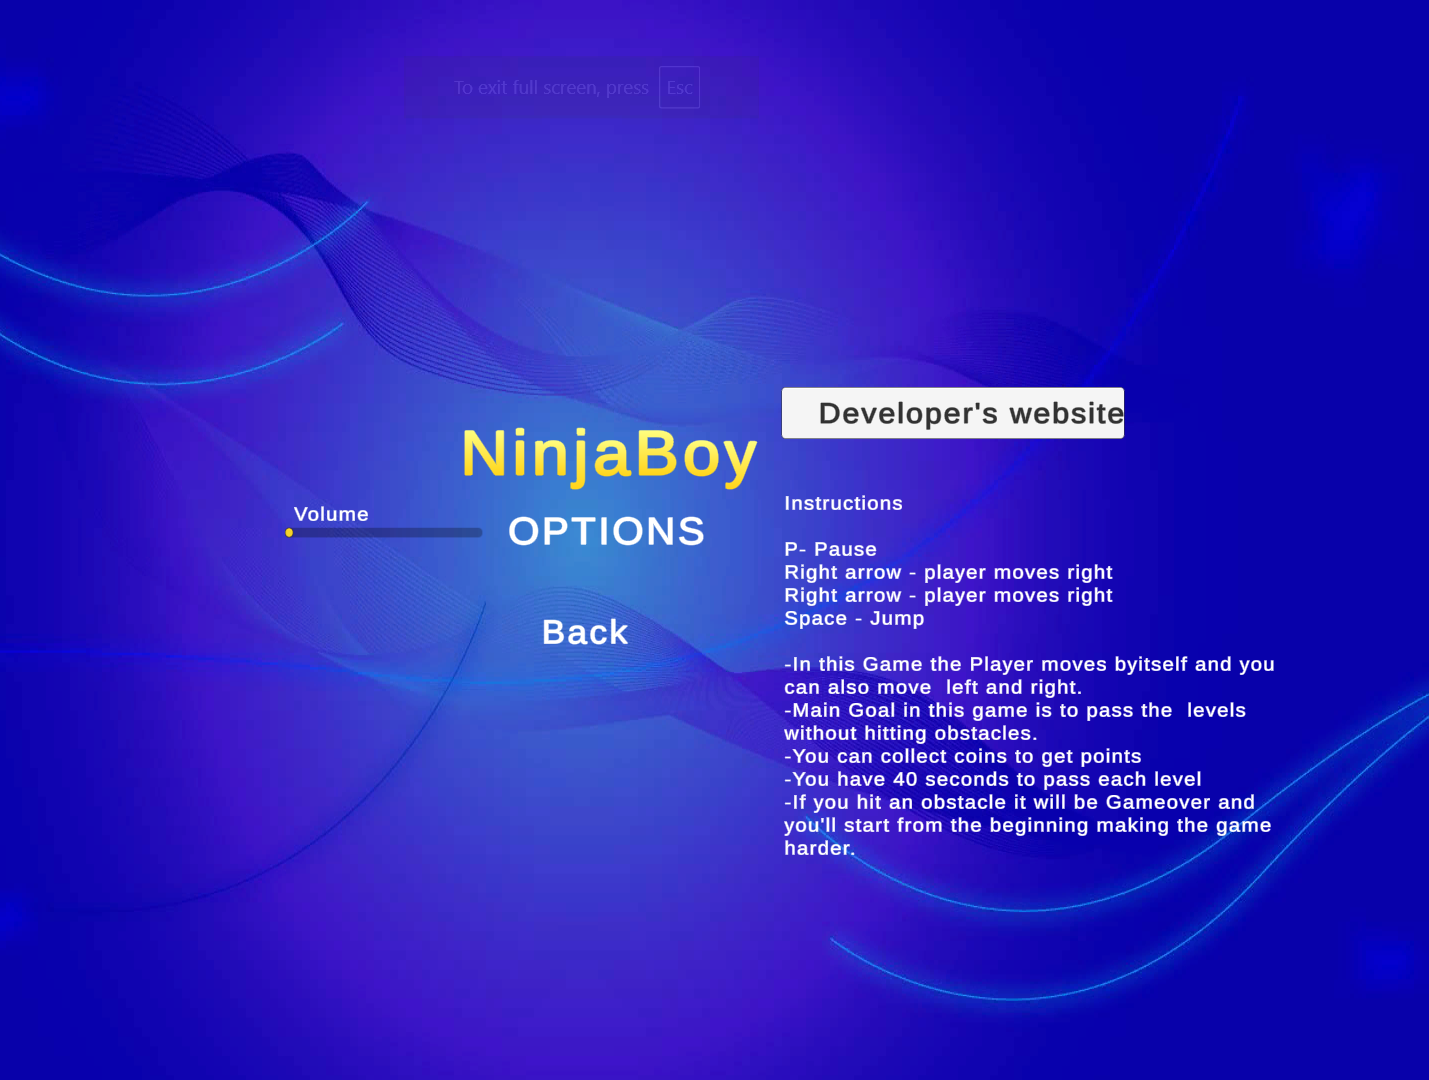 To exit full screen, press Esc
Developer's website
NinjaBoy
Volume
OPTIONS
Back
Instructions
P- Pause
Right arrow - player moves right
Right arrow - player moves right
Space - Jump
-In this Game the Player moves byitself and you
can also move  left and right.
-Main Goal in this game is to pass the  levels
without hitting obstacles.
-You can collect coins to get points
-You have 40 seconds to pass each level
-If you hit an obstacle it will be Gameover and
you'll start from the beginning making the game
harder.